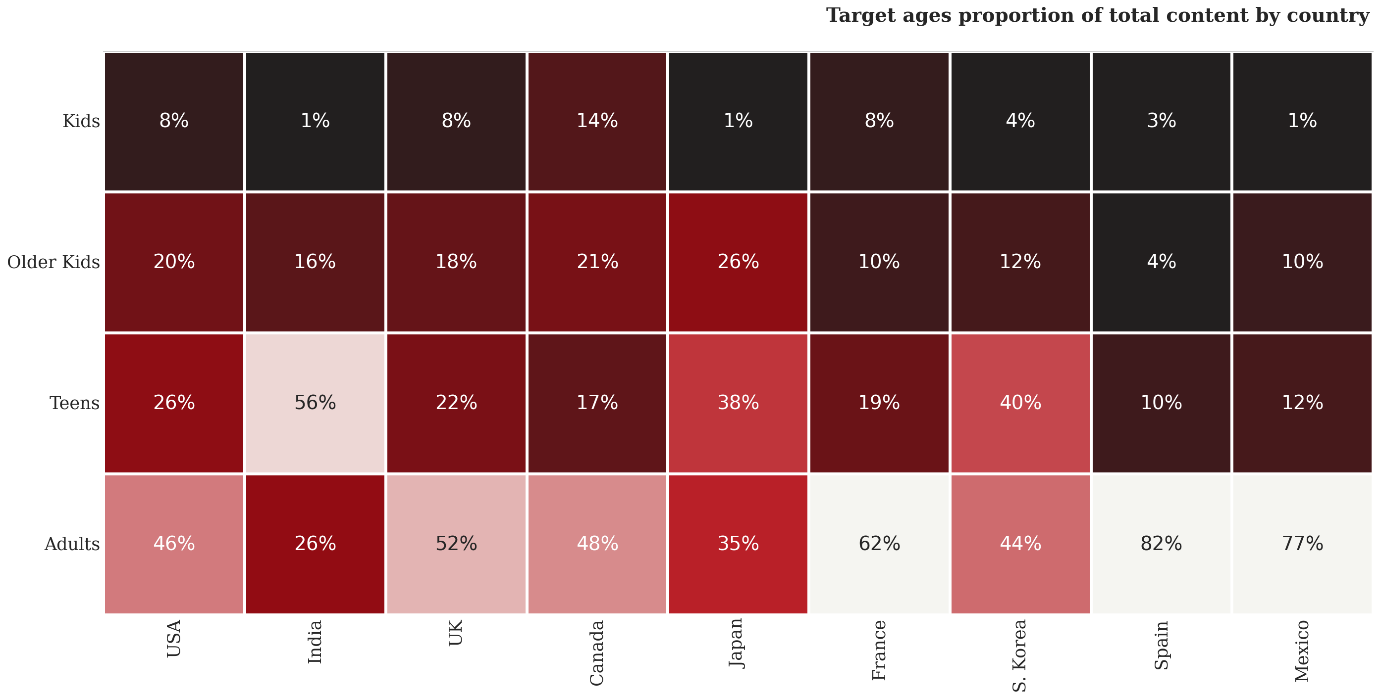 Target ages proportion of total content by country
Kids 8% 1% 8% 14% 1% 8% 4% 3% 1%
Older Kids 20% 16% 18% 21% 26% 10% 12% 4% 10%
Teens 26% 56% 22% 17% 38% 19% 40% 10% 12%
Adults 46% 26% 52% 48% 35% 62% 44% 82% 77%
USA India UK Canada Japan France S. Korea Spain Mexico